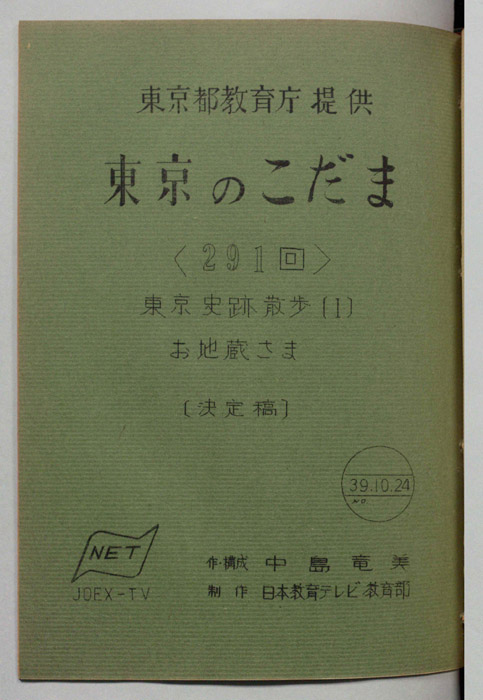 東京都教育庁提供
東京のこだま
〈291回〉
東京史跡散歩〔1〕
お地蔵さま
〔決定稿〕
39.10.24
NO.
NET
JOEX-TV
作・構成 中島竜美
制作 日本教育テレビ教育部